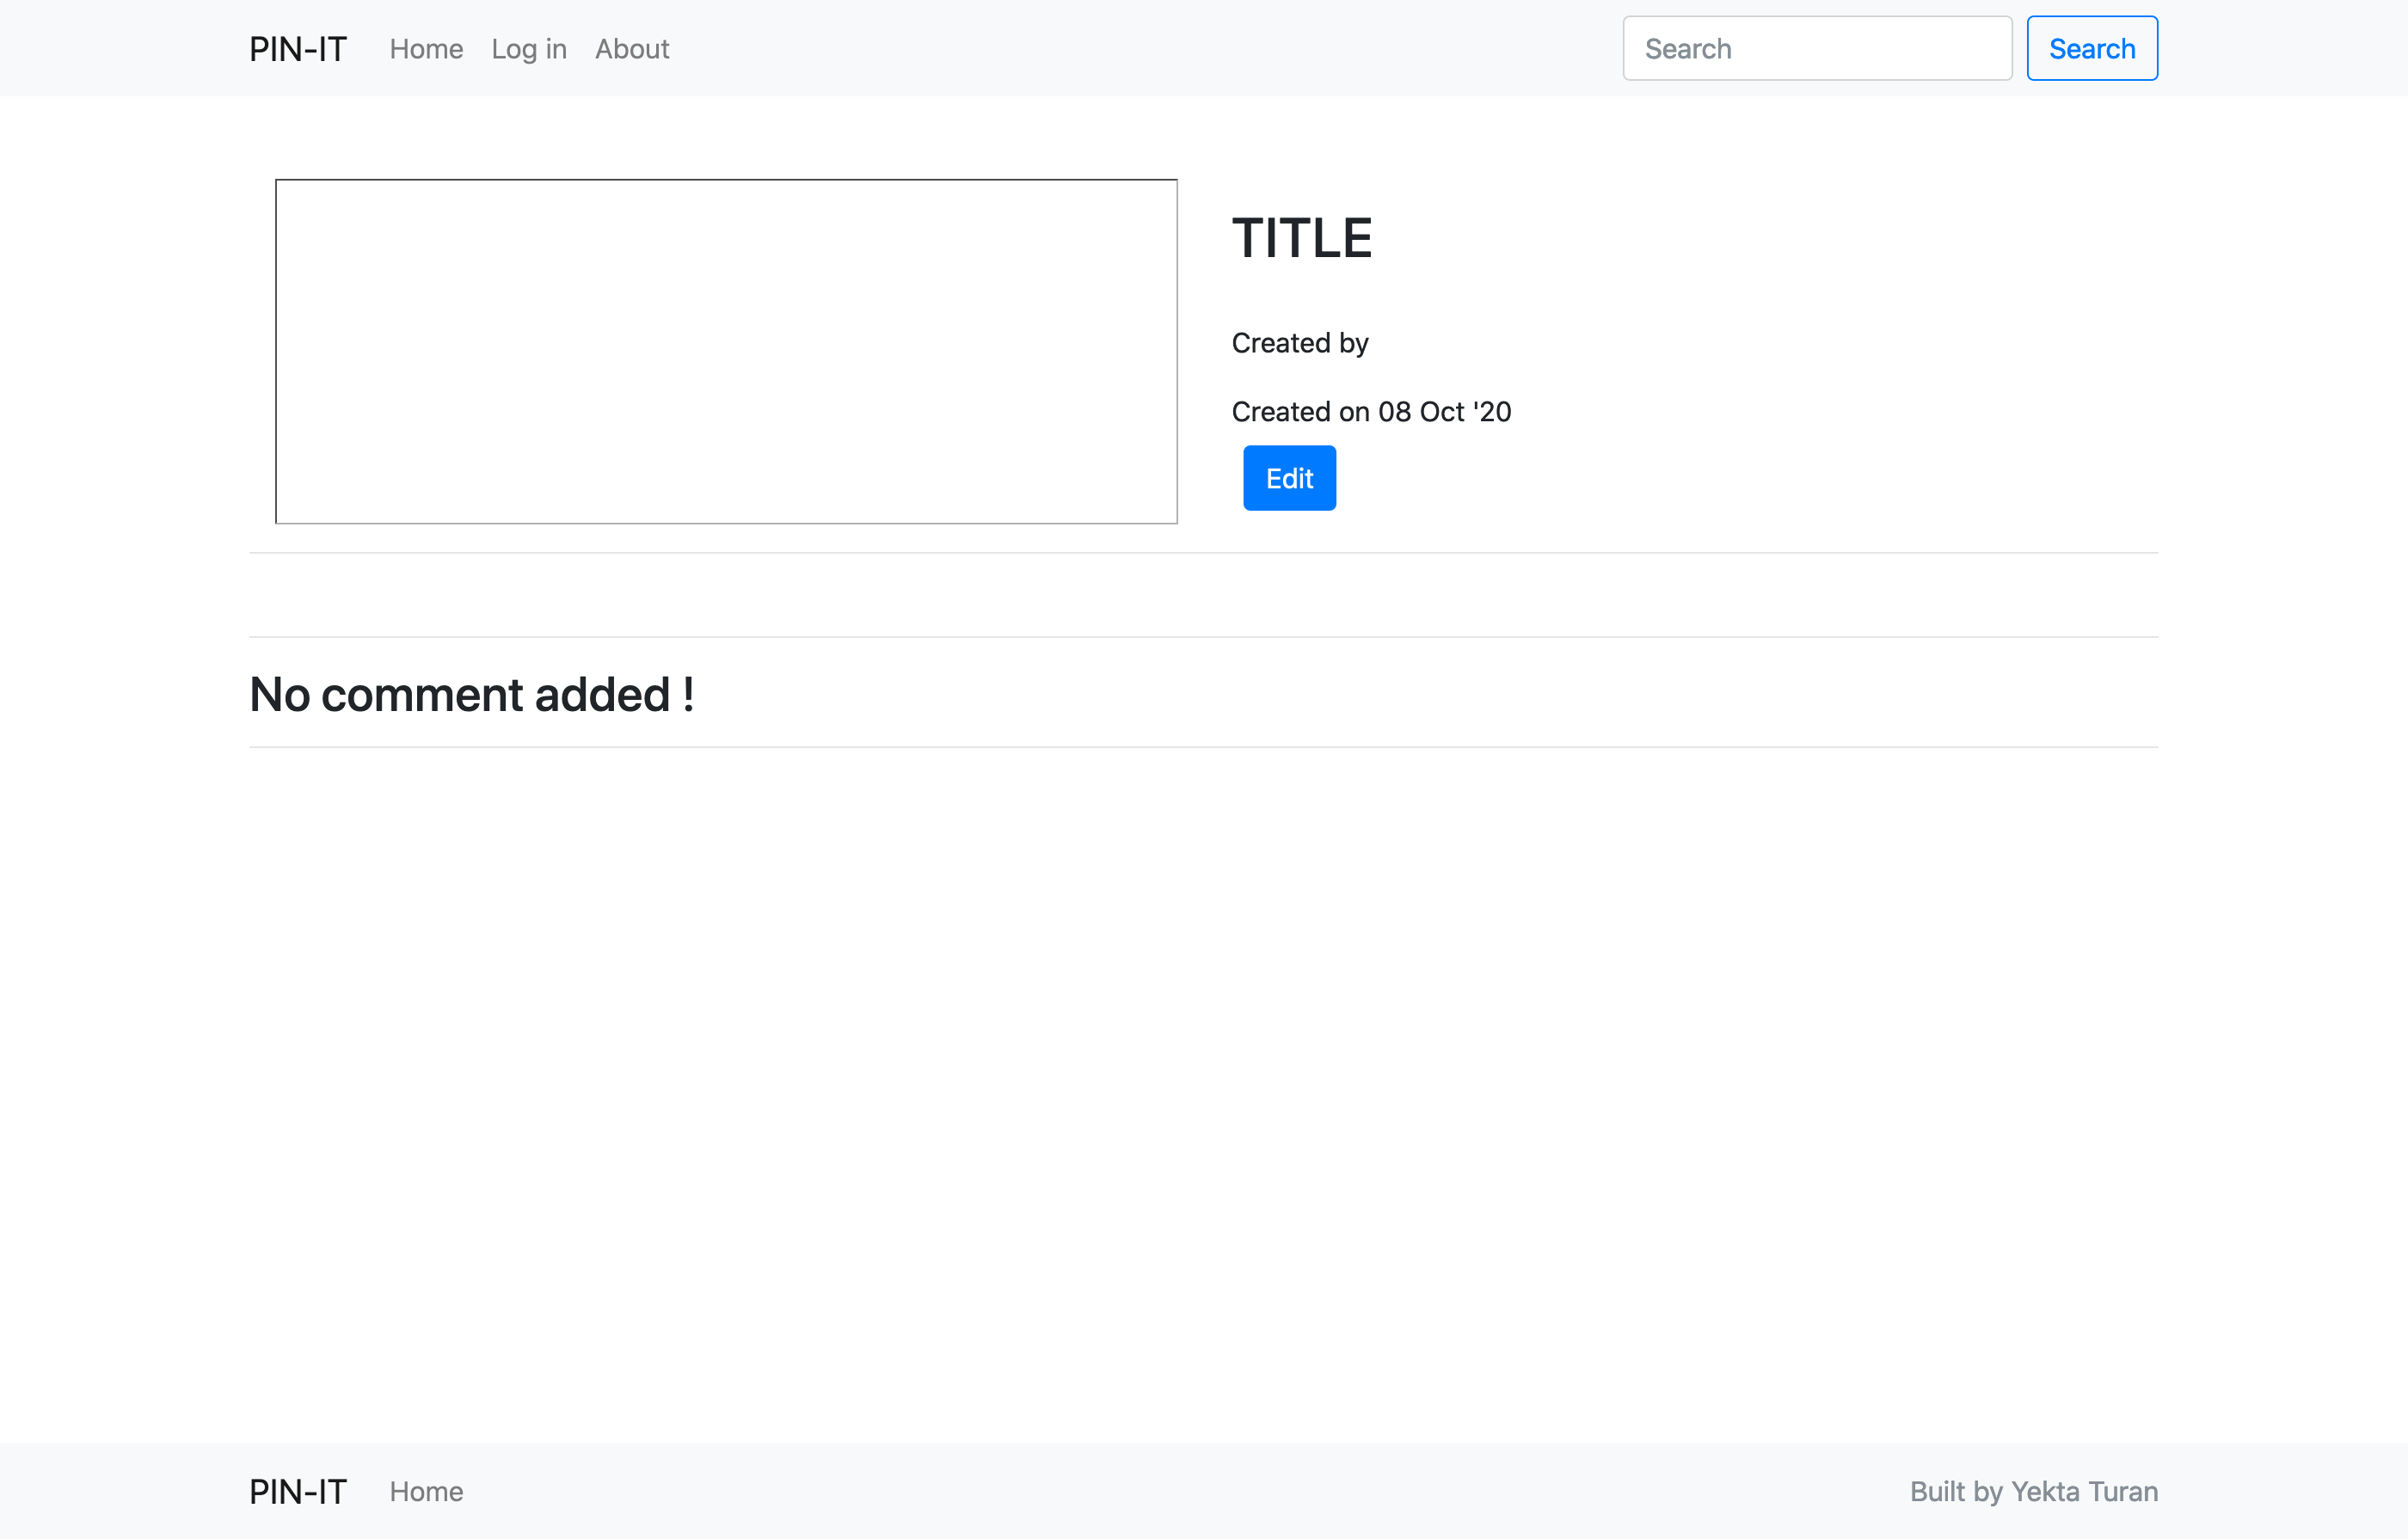 PIN-IT Home Log in About Search Search
TITLE
Created by
Created on 08 Oct '20
Edit
No comment added !
PIN-IT Home Built by Yekta Turan